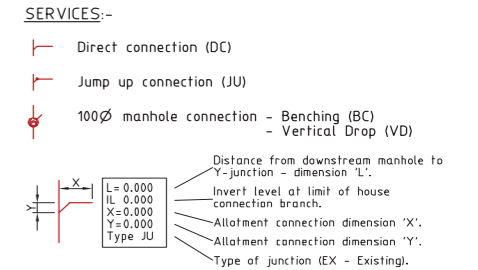 SERVICES:-
Direct connection (DC)
Jump up connection (JU)
100Ø manhole connection - Benching (BC)
- Vertical Drop (VD)
X
Y
L= 0.000
IL 0.000
X=0.000
Y=0.000
Type JU
Distance from downstream manhole to
Y-junction - dimension 'L'.
Invert level at limit of house
connection branch.
Allotment connection dimension 'X'.
Allotment connection dimension 'Y'.
Type of junction (EX - Existing).